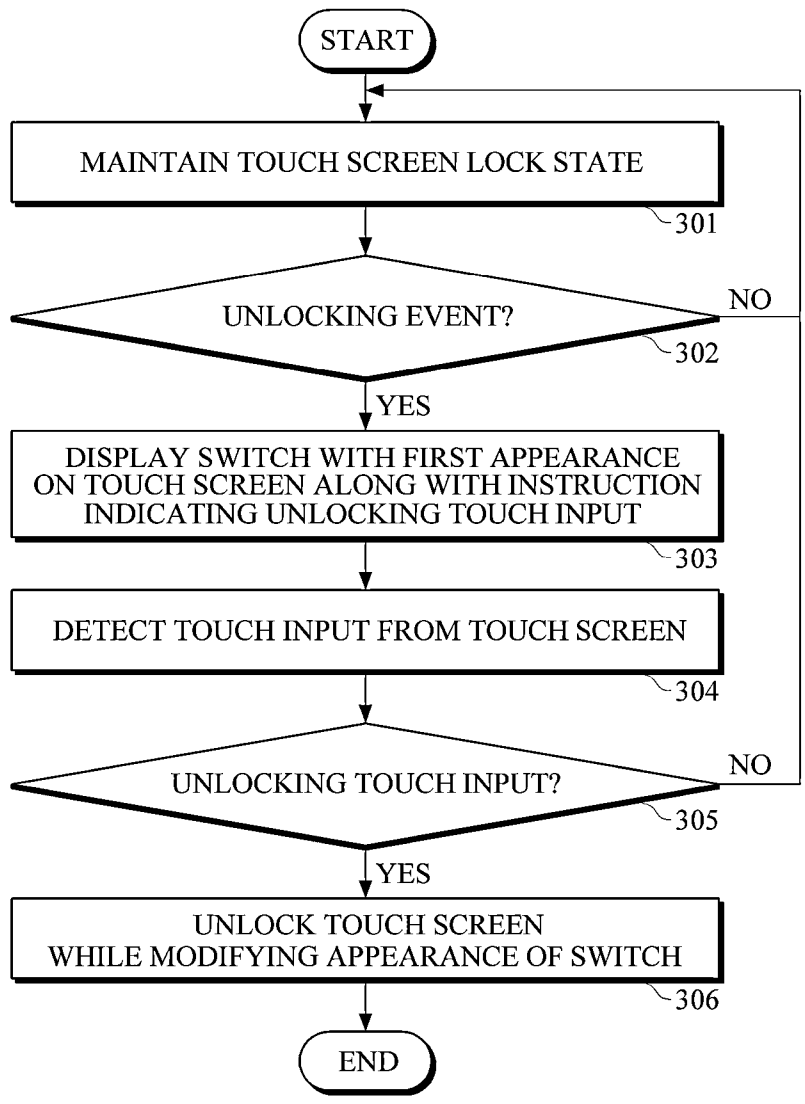 START
MAINTAIN TOUCH SCREEN LOCK STATE
301
UNLOCKING EVENT?
NO
302
YES
DISPLAY SWITCH WITH FIRST APPEARANCE
ON TOUCH SCREEN ALONG WITH INSTRUCTION
INDICATING UNLOCKING TOUCH INPUT
303
DETECT TOUCH INPUT FROM TOUCH SCREEN
304
UNLOCKING TOUCH INPUT?
NO
305
YES
UNLOCK TOUCH SCREEN
WHILE MODIFYING APPEARANCE OF SWITCH
306
END